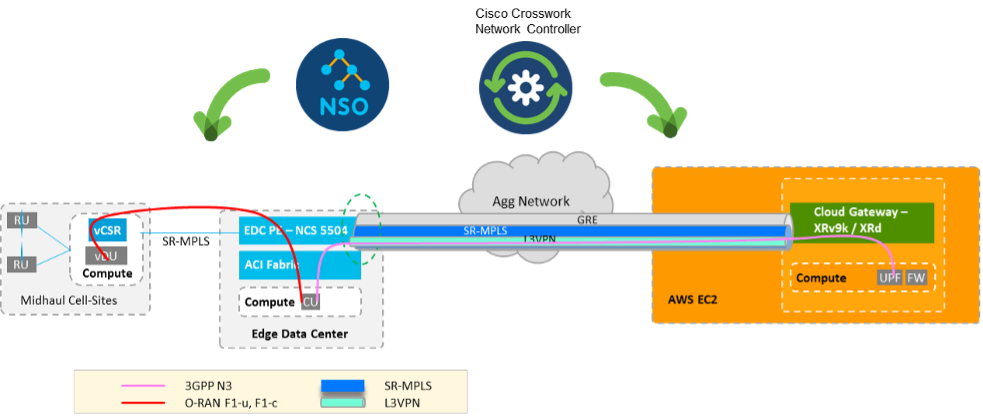 Cisco Crosswork
Network Controller
NSO
Agg Network
GRE
SR-MPLS
L3VPN
RU
RU
vCSR
vDU
Compute
Midhaul Cell-Sites
SR-MPLS
EDC PE – NCS 5504
ACI Fabric
Compute
CU
Edge Data Center
Cloud Gateway –
XRv9k / XRd
Compute
UPF
FW
AWS EC2
3GPP N3
SR-MPLS
O-RAN F1-u, F1-c
L3VPN